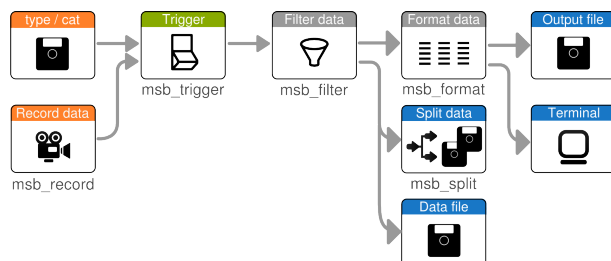 type / cat
Trigger
Filter data
Format data
Output file
msb_trigger
msb_filter
msb_format
Record data
Split data
Terminal
msb_record
msb_split
Data file